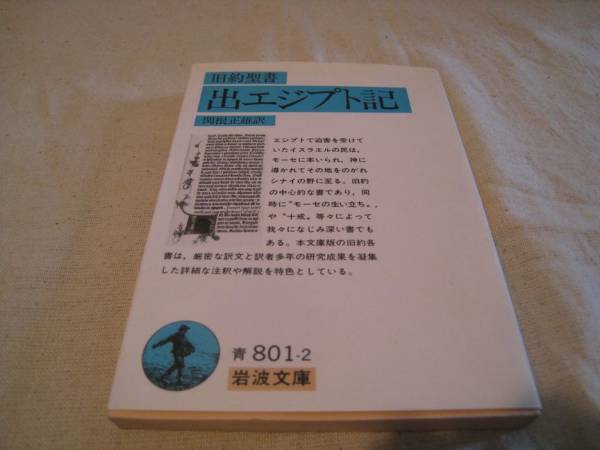 旧約聖書
出エジプト記
関根正雄訳
エジプトで迫害を受けて
いたイスラエルの民は,
モーセに率いられ, 神に
導かれてその地をのがれ
シナイの野に至る。旧約
の中心的な書であり, 同
時に“モーセの生い立ち„
や“十戒„等々によって
我々になじみ深い書でも
ある。本文庫版の旧約各
書は, 厳密な訳文と訳者多年の研究成果を凝集
した詳細な注釈や解説を特色としている。
青 801-2
岩波文庫